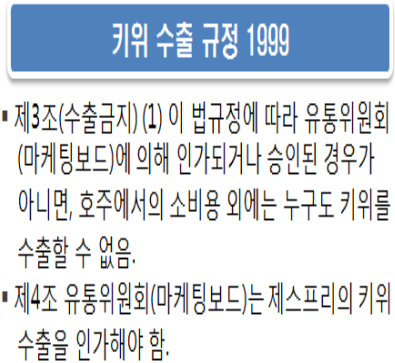 키위 수출 규정 1999
▪ 제3조(수출금지) (1) 이 법규정에 따라 유통위원회
(마케팅보드)에 의해 인가되거나 승인된 경우가
아니면, 호주에서의 소비용 외에는 누구도 키위를
수출할 수 없음.
▪ 제4조 유통위원회(마케팅보드)는 제스프리의 키위
수출을 인가해야 함.